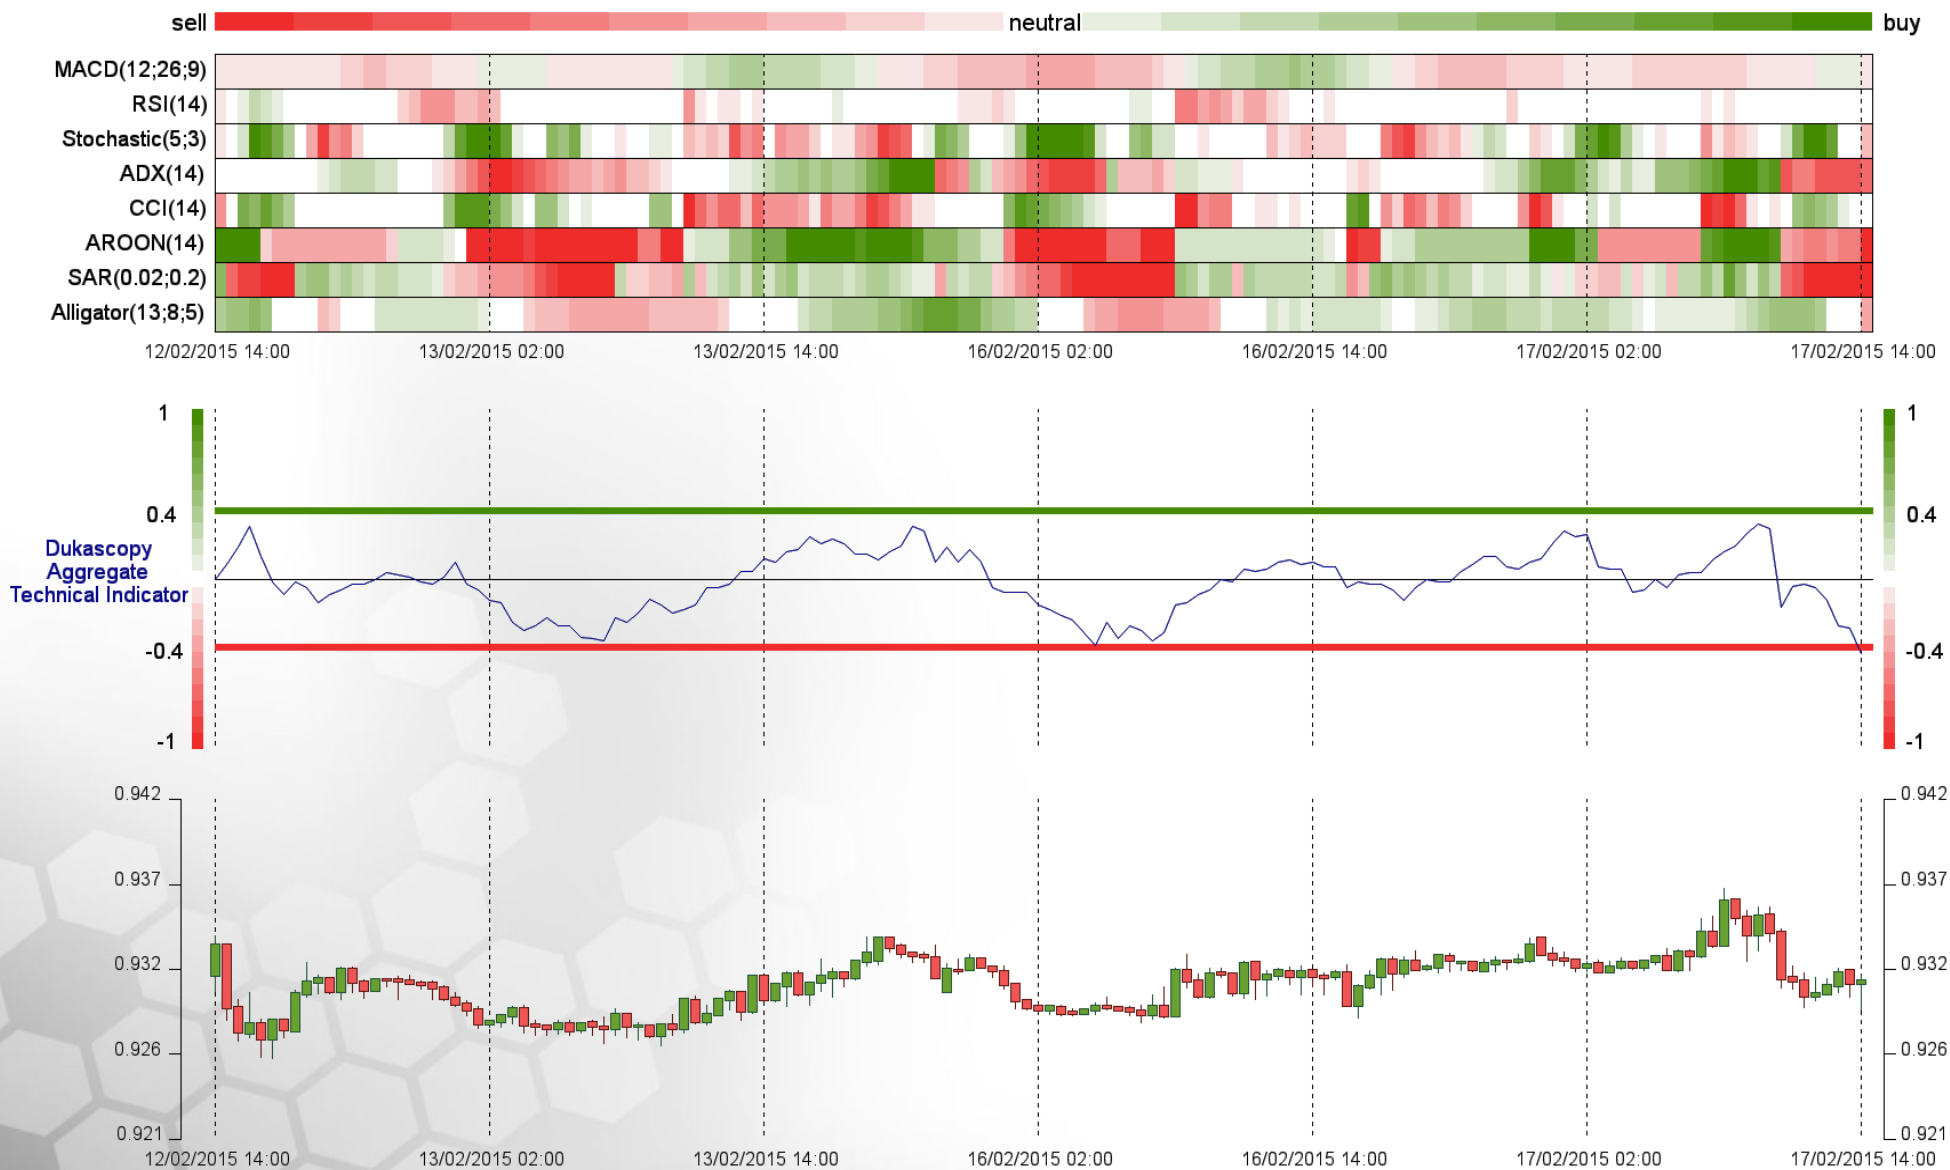 sell neutral buy
MACD(12;26;9)
RSI(14)
Stochastic(5;3)
ADX(14)
CCI(14)
AROON(14)
SAR(0.02;0.2)
Alligator(13;8;5)
12/02/2015 14:00 13/02/2015 02:00 13/02/2015 14:00 16/02/2015 02:00 16/02/2015 14:00 17/02/2015 02:00 17/02/2015 14:00
1 1
0.4 0.4
Dukascopy
Aggregate
Technical Indicator
-0.4 -0.4
-1 -1
0.942 0.942
0.937 0.937
0.932 0.932
0.926 0.926
0.921 0.921
12/02/2015 14:00 13/02/2015 02:00 13/02/2015 14:00 16/02/2015 02:00 16/02/2015 14:00 17/02/2015 02:00 17/02/2015 14:00